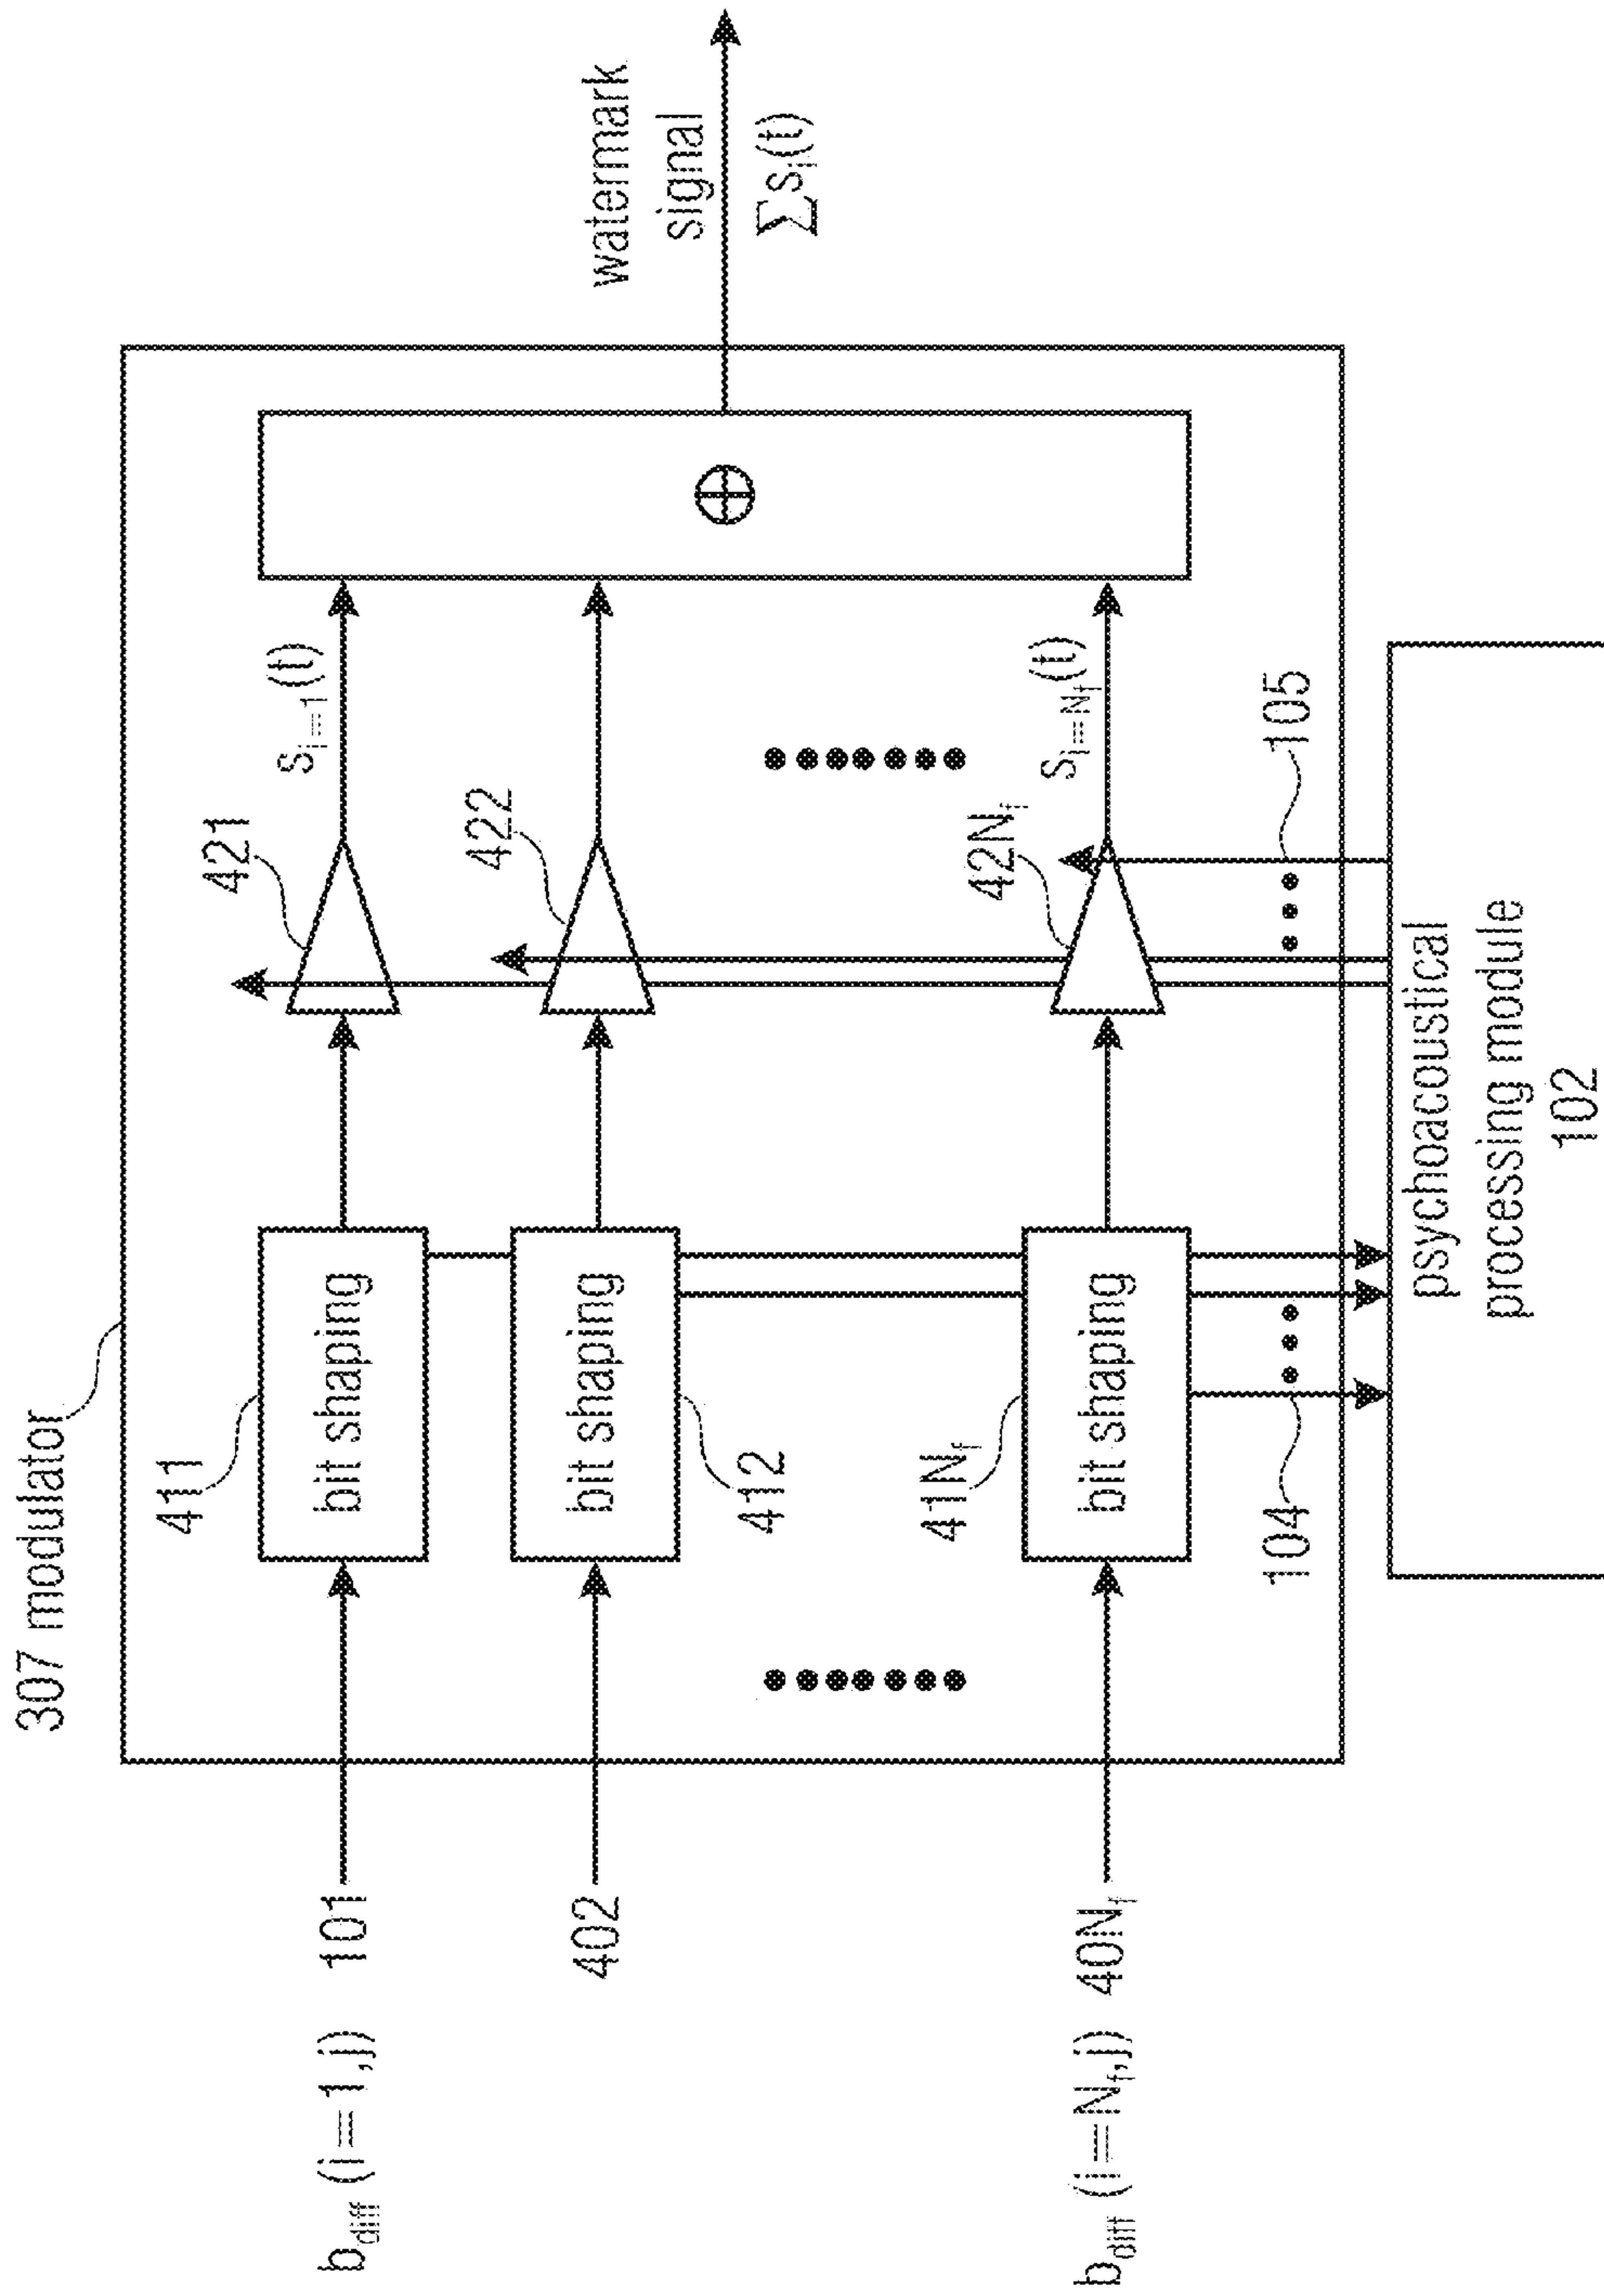 307 modulator
b_diff (i=1,j) 101
402
b_diff (i=N_f,j) 40N_f
411
bit shaping
412
bit shaping
41N_f
bit shaping
421
422
42N_f
s_i=1(t)
s_i=N_f(t)
104
105
psychoacoustical
processing module
102
watermark
signal
∑s_i(t)